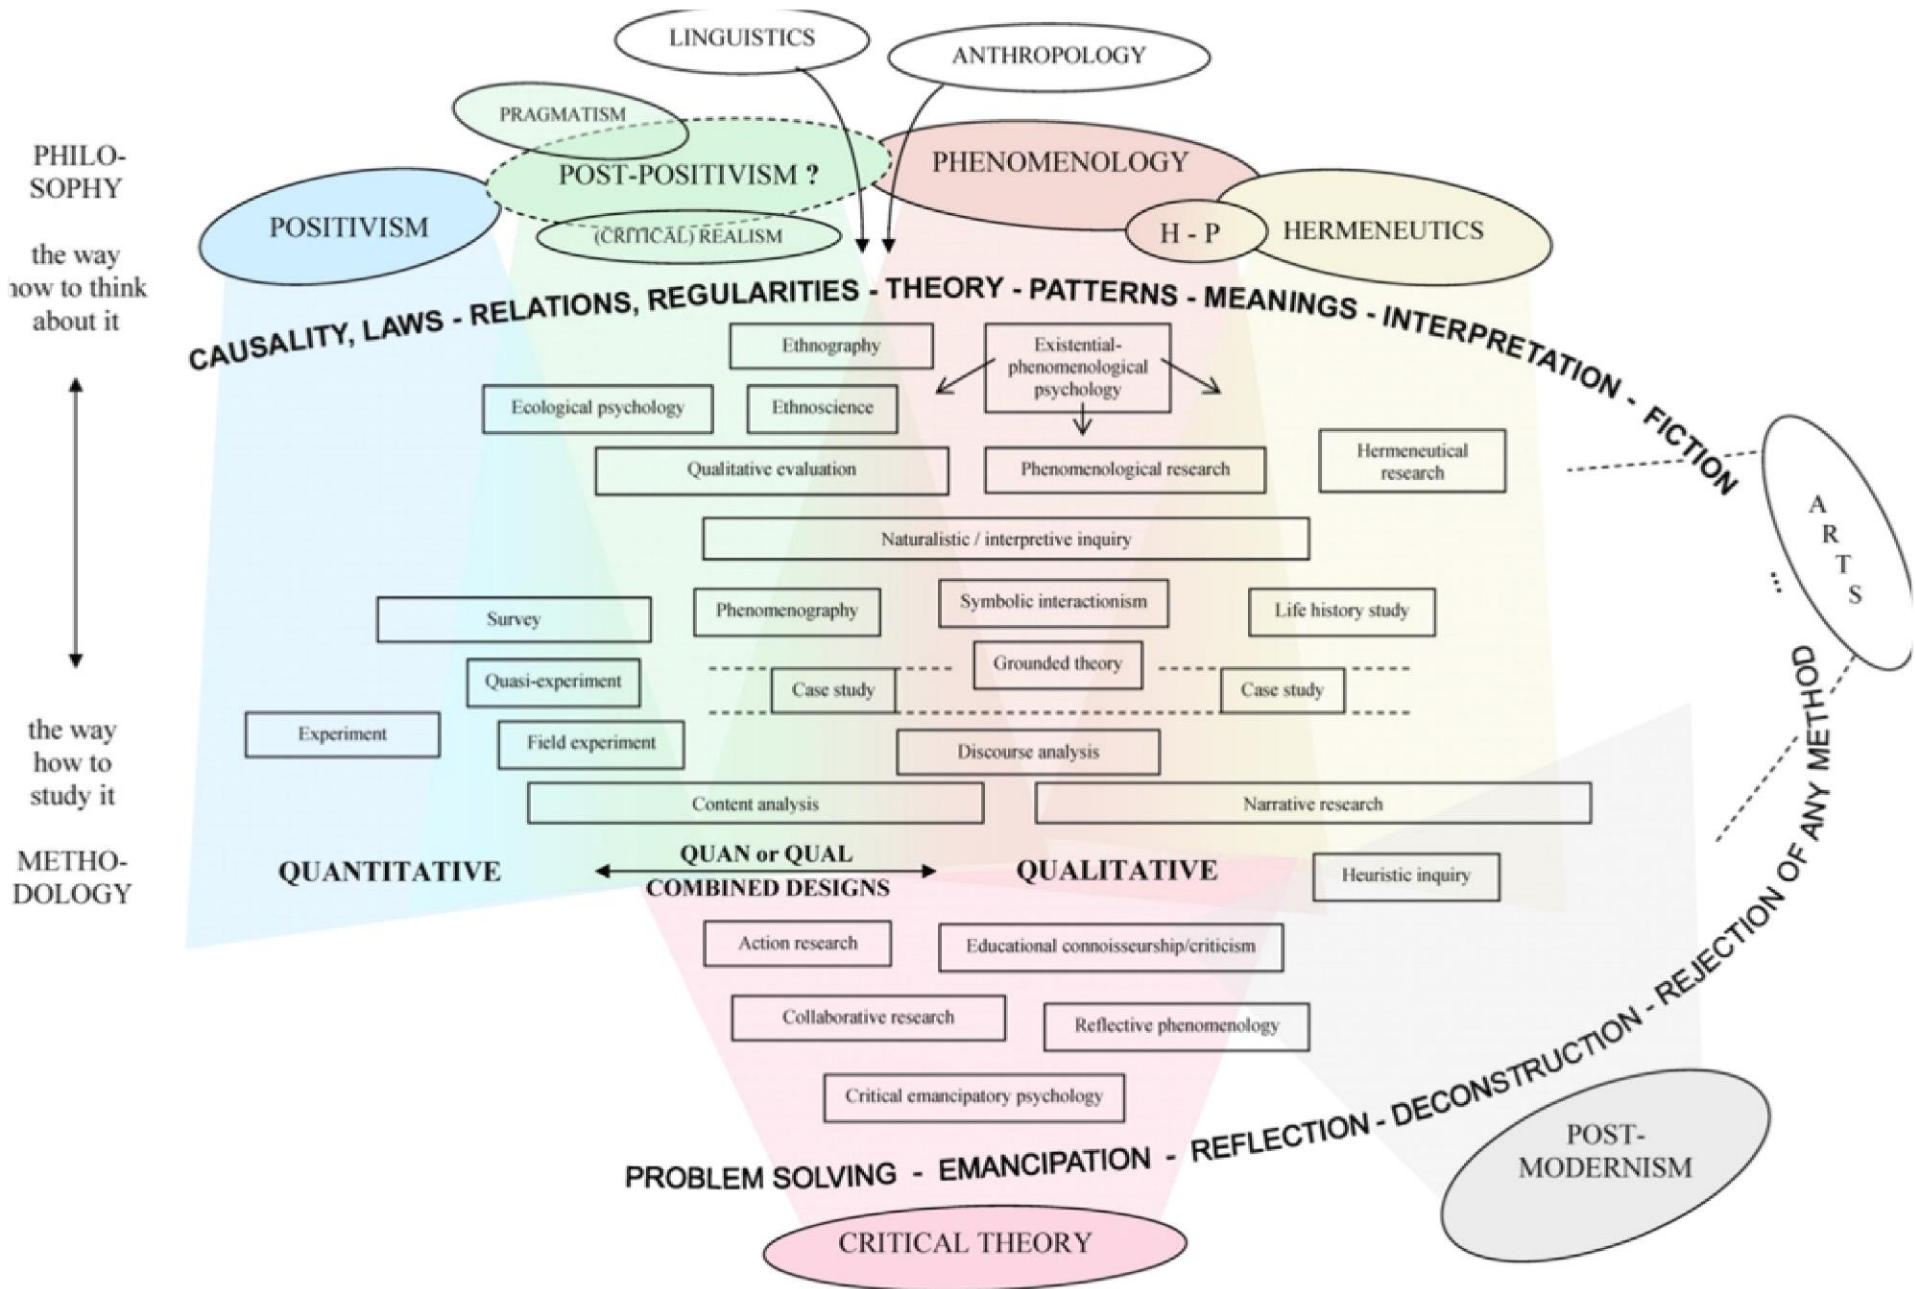 LINGUISTICS
ANTHROPOLOGY
PRAGMATISM
PHILO-
SOPHY
the way
how to think
about it
POST-POSITIVISM ?
PHENOMENOLOGY
POSITIVISM
(CRITICAL) REALISM
H - P
HERMENEUTICS
CAUSALITY, LAWS - RELATIONS, REGULARITIES - THEORY - PATTERNS - MEANINGS - INTERPRETATION - FICTION
...
Ethnography
Existential-
phenomenological
psychology
Ecological psychology
Ethnoscience
Qualitative evaluation
Phenomenological research
Hermeneutical
research
A
R
T
S
Naturalistic / interpretive inquiry
Survey
Phenomenography
Symbolic interactionism
Life history study
Quasi-experiment
Case study
Grounded theory
Case study
Experiment
Field experiment
Discourse analysis
the way
how to
study it
Content analysis
Narrative research
METHO-
DOLOGY
QUANTITATIVE
QUAN or QUAL
COMBINED DESIGNS
QUALITATIVE
Heuristic inquiry
Action research
Educational connoisseurship/criticism
Collaborative research
Reflective phenomenology
Critical emancipatory psychology
PROBLEM SOLVING - EMANCIPATION - REFLECTION - DECONSTRUCTION - REJECTION OF ANY METHOD
POST-
MODERNISM
CRITICAL THEORY